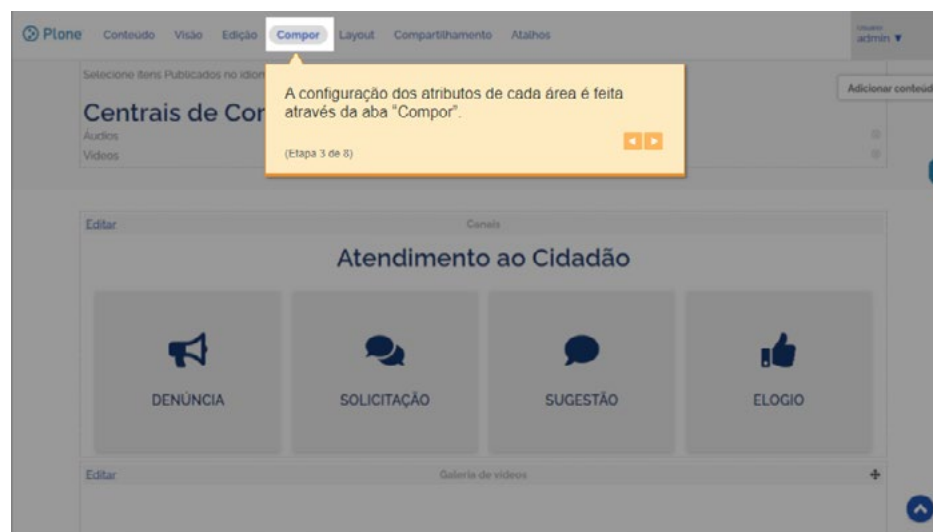 Plone Conteúdo Visão Edição Compor Layout Compartilhamento Atalhos
Usuário
admin ▼
Selecione itens Publicados no idiom
Adicionar conteúd
Centrais de Con
Áudios
Vídeos
A configuração dos atributos de cada área é feita
através da aba "Compor".
(Etapa 3 de 8)
Editar Canais
Atendimento ao Cidadão
DENÚNCIA SOLICITAÇÃO SUGESTÃO ELOGIO
Editar Galeria de vídeos